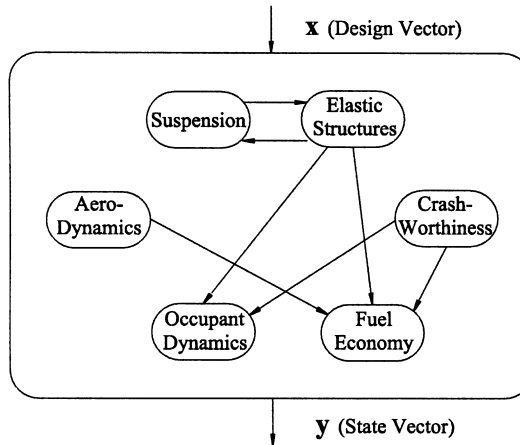 x (Design Vector)
Suspension
Elastic
Structures
Aero-
Dynamics
Crash-
Worthiness
Occupant
Dynamics
Fuel
Economy
y (State Vector)